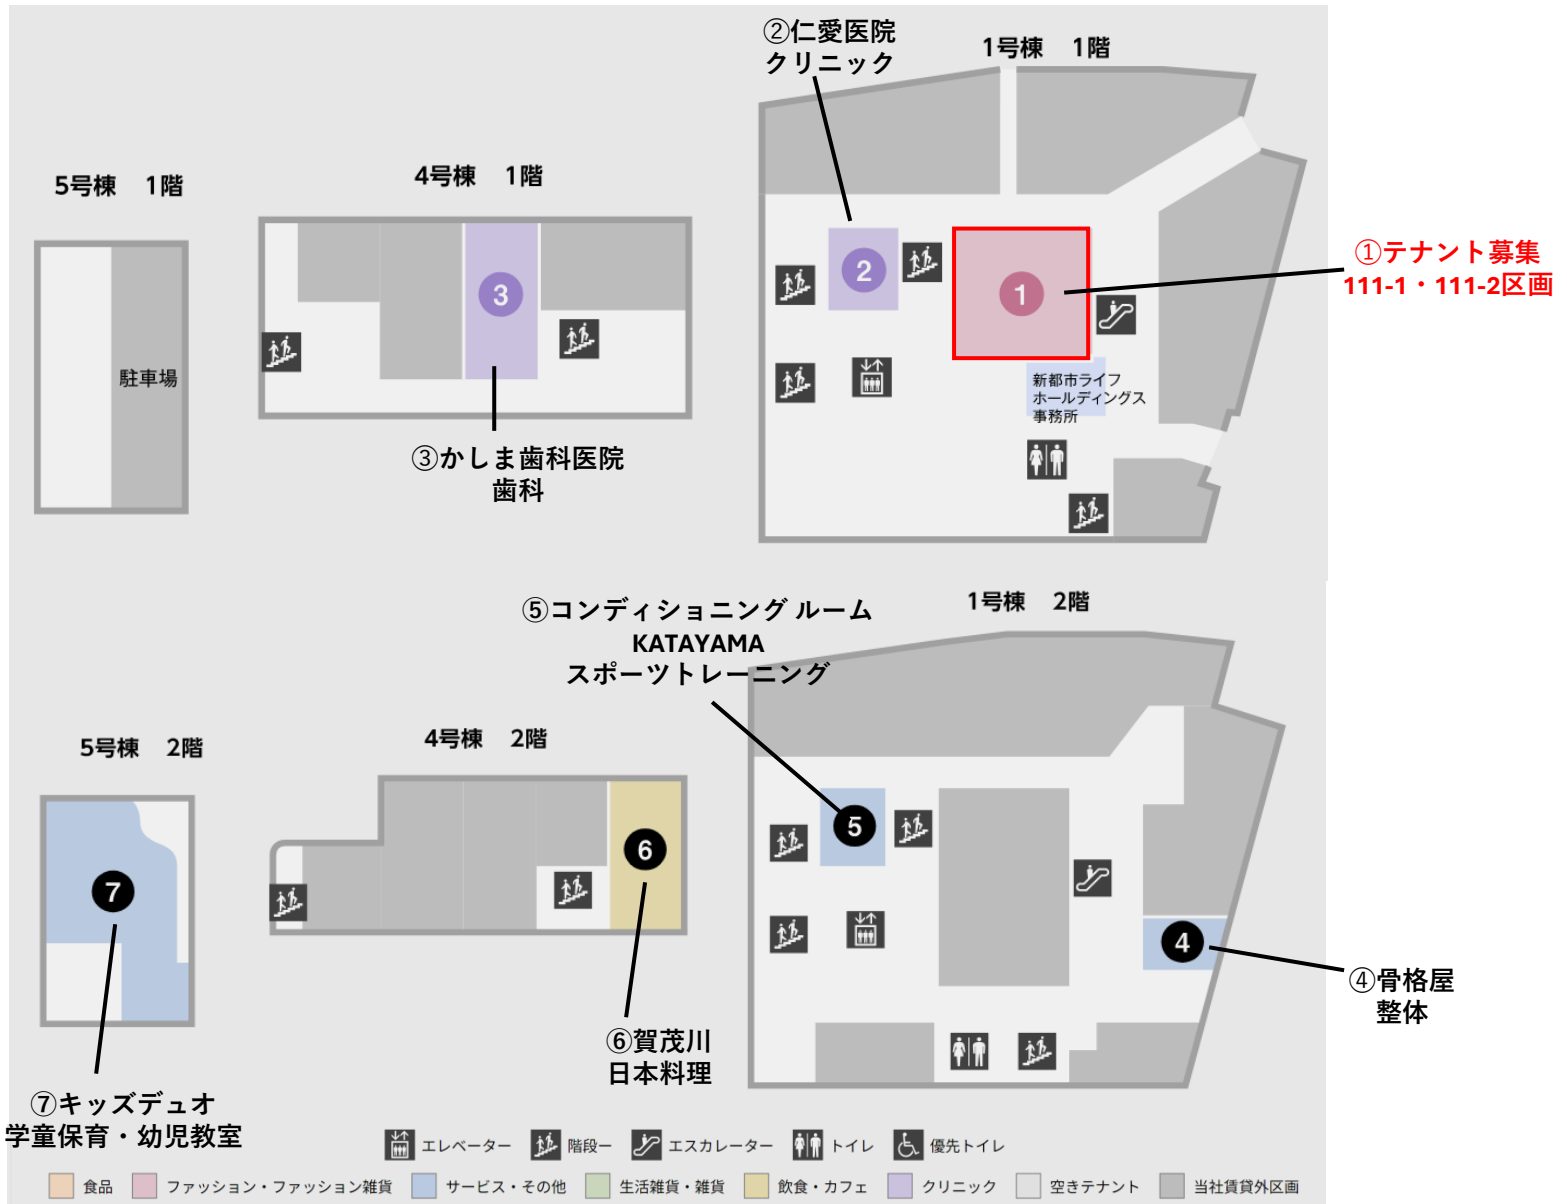 ②仁愛医院
クリニック
1号棟　1階
5号棟　1階
4号棟　1階
①テナント募集
111-1・111-2区画
2
1
3
駐車場
新都市ライフ
ホールディングス
事務所
③かしま歯科医院
歯科
⑤コンディショニング ルーム
KATAYAMA
スポーツトレーニング
1号棟　2階
5号棟　2階
4号棟　2階
5
6
7
4
④骨格屋
整体
⑥賀茂川
日本料理
⑦キッズデュオ
学童保育・幼児教室
エレベーター　階段ー　エスカレーター　トイレ　優先トイレ
食品　ファッション・ファッション雑貨　サービス・その他　生活雑貨・雑貨　飲食・カフェ　クリニック　空きテナント　当社賃貸外区画